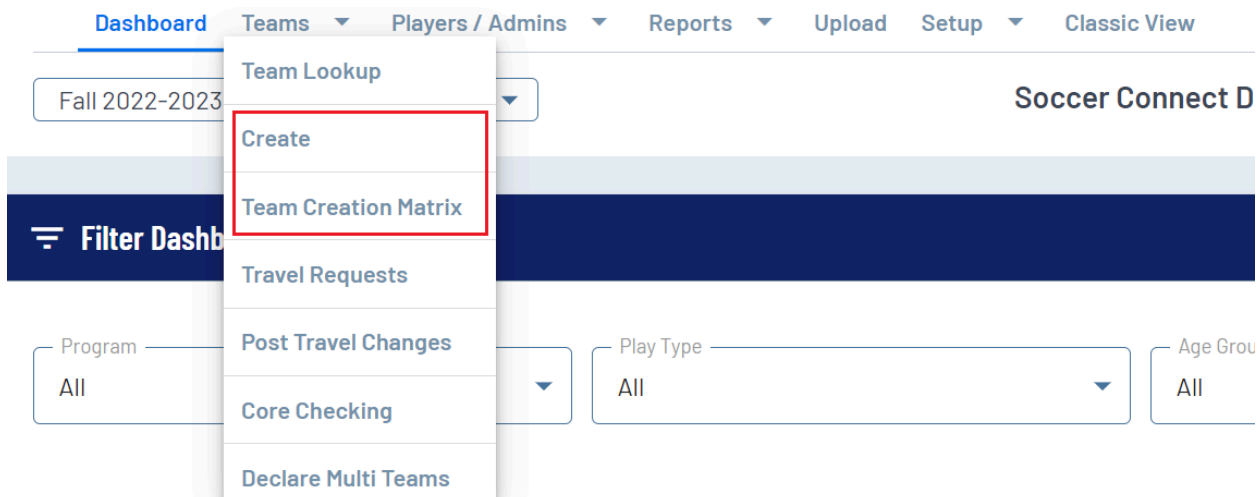 Dashboard Teams Players / Admins Reports Upload Setup Classic View
Team Lookup
Fall 2022-2023
Soccer Connect D
Create
Team Creation Matrix
Filter Dashb
Travel Requests
Post Travel Changes
Program
All
Play Type
All
Age Grou
All
Core Checking
Declare Multi Teams